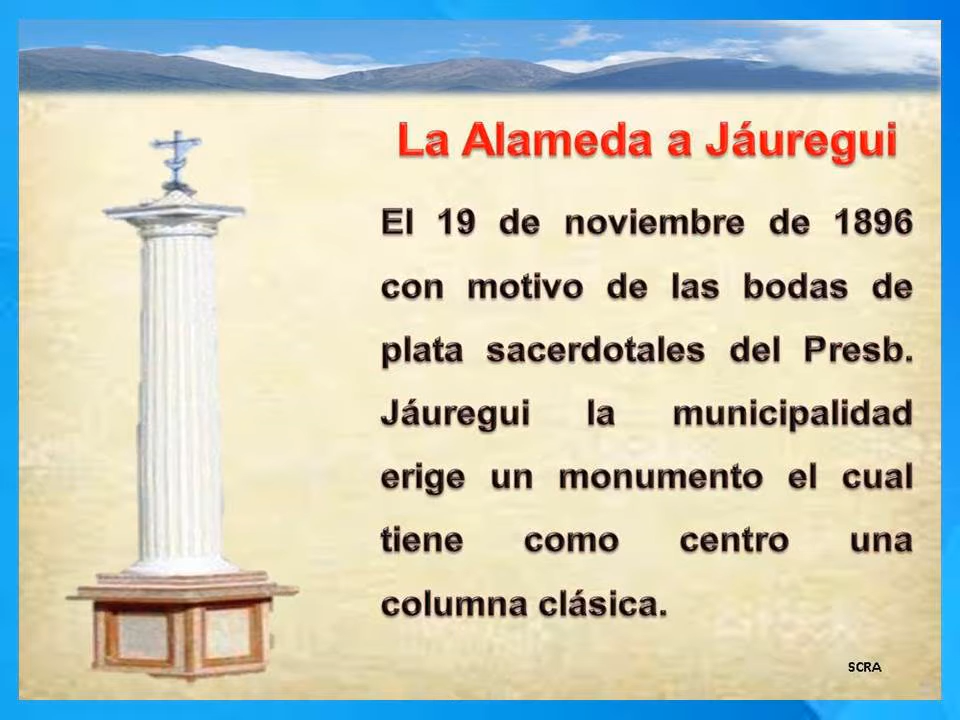 La Alameda a Jáuregui
El 19 de noviembre de 1896
con motivo de las bodas de
plata sacerdotales del Presb.
Jáuregui la municipalidad
erige un monumento el cual
tiene como centro una
columna clásica.
SCRA